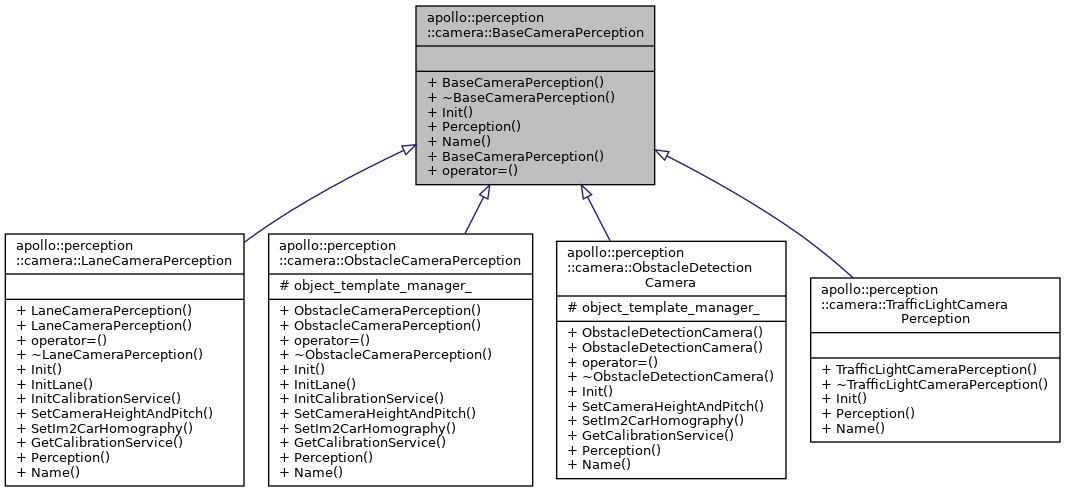 apollo::perception
::camera::BaseCameraPerception
+ BaseCameraPerception()
+ ~BaseCameraPerception()
+ Init()
+ Perception()
+ Name()
+ BaseCameraPerception()
+ operator=()
apollo::perception
::camera::LaneCameraPerception
+ LaneCameraPerception()
+ LaneCameraPerception()
+ operator=()
+ ~LaneCameraPerception()
+ Init()
+ InitLane()
+ InitCalibrationService()
+ SetCameraHeightAndPitch()
+ SetIm2CarHomography()
+ GetCalibrationService()
+ Perception()
+ Name()
apollo::perception
::camera::ObstacleCameraPerception
# object_template_manager_
+ ObstacleCameraPerception()
+ ObstacleCameraPerception()
+ operator=()
+ ~ObstacleCameraPerception()
+ Init()
+ InitLane()
+ InitCalibrationService()
+ SetCameraHeightAndPitch()
+ SetIm2CarHomography()
+ GetCalibrationService()
+ Perception()
+ Name()
apollo::perception
::camera::ObstacleDetection
Camera
# object_template_manager_
+ ObstacleDetectionCamera()
+ ObstacleDetectionCamera()
+ operator=()
+ ~ObstacleDetectionCamera()
+ Init()
+ SetCameraHeightAndPitch()
+ SetIm2CarHomography()
+ GetCalibrationService()
+ Perception()
+ Name()
apollo::perception
::camera::TrafficLightCamera
Perception
+ TrafficLightCameraPerception()
+ ~TrafficLightCameraPerception()
+ Init()
+ Perception()
+ Name()